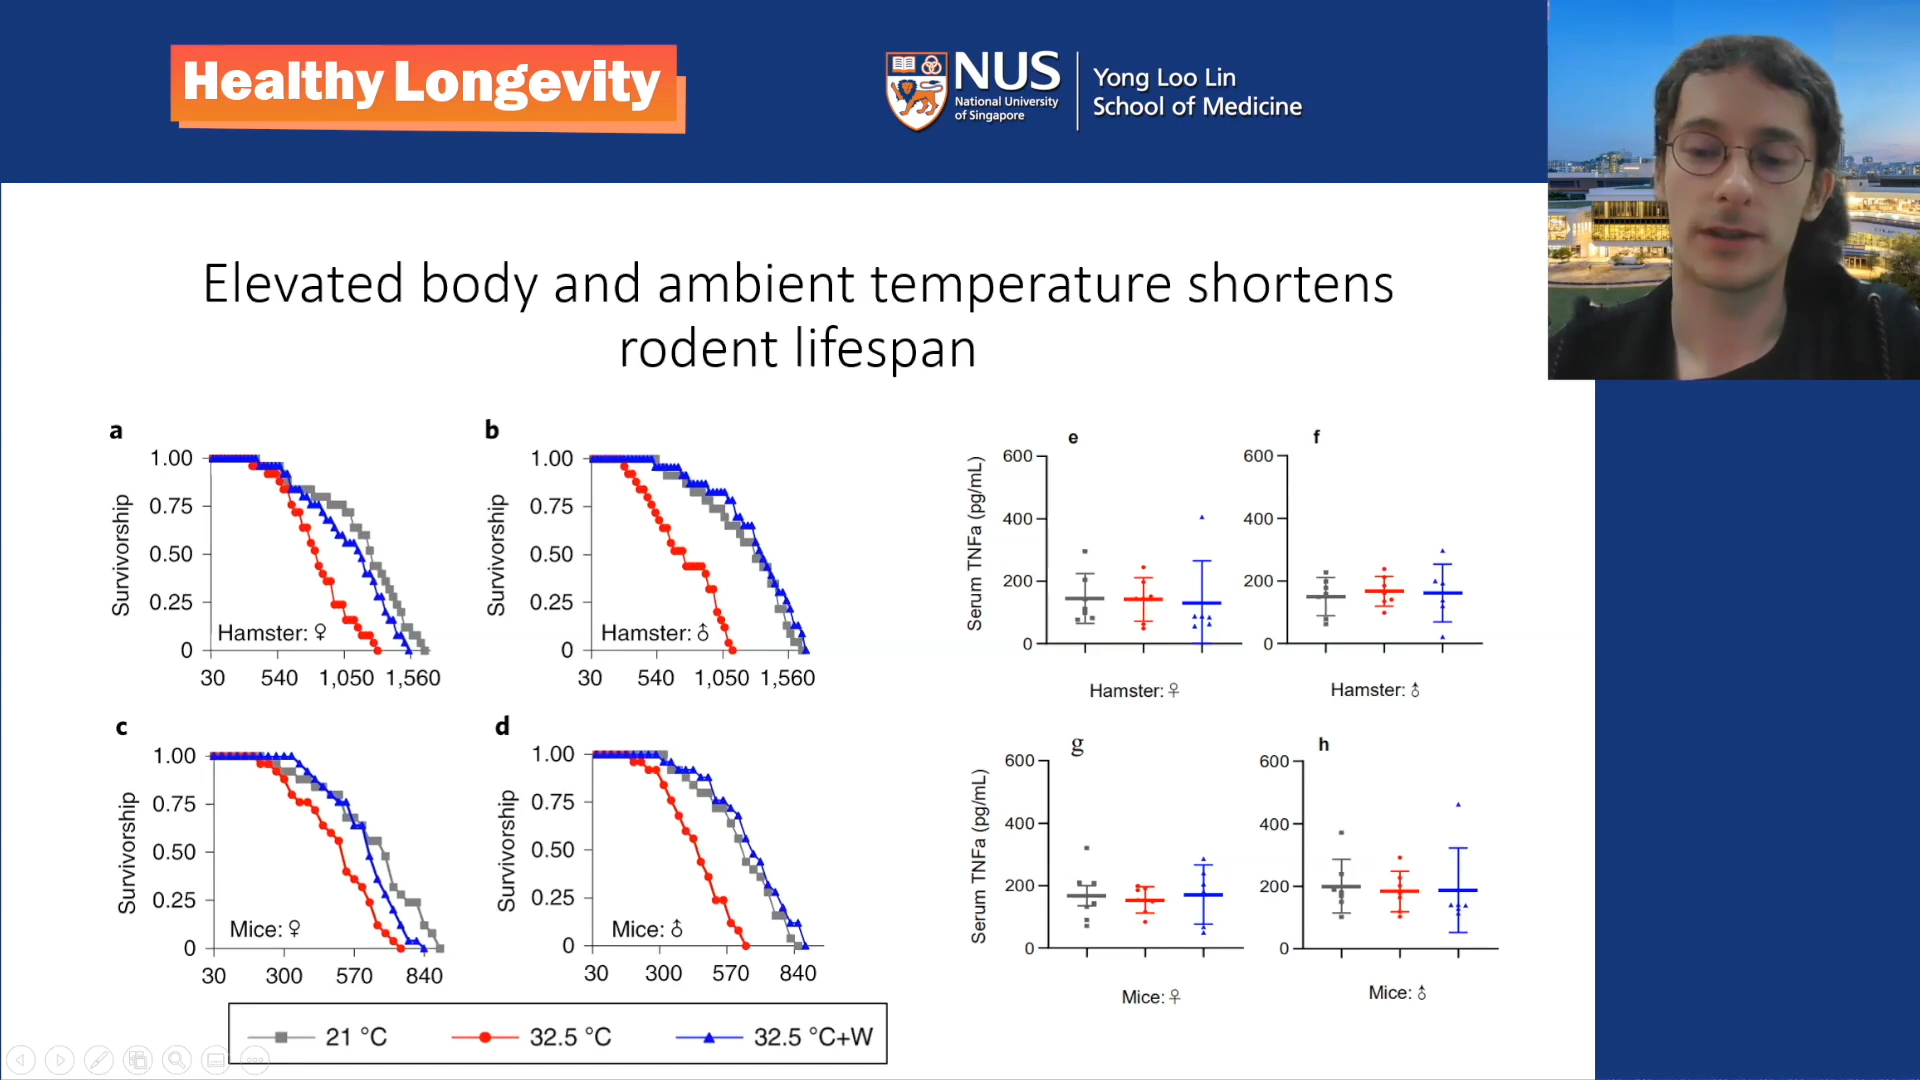 Healthy Longevity
NUS
National University
of Singapore
Yong Loo Lin
School of Medicine
Elevated body and ambient temperature shortens
rodent lifespan
a
Survivorship
1.00
0.75
0.50
0.25
0
Hamster: ♀
30 540 1,050 1,560
b
Survivorship
1.00
0.75
0.50
0.25
0
Hamster: ♂
30 540 1,050 1,560
e
Serum TNFa (pg/mL)
600
400
200
0
Hamster: ♀
f
600
400
200
0
Hamster: ♂
c
Survivorship
1.00
0.75
0.50
0.25
0
Mice: ♀
30 300 570 840
d
Survivorship
1.00
0.75
0.50
0.25
0
Mice: ♂
30 300 570 840
g
Serum TNFa (pg/mL)
600
400
200
0
Mice: ♀
h
600
400
200
0
Mice: ♂
21 °C 32.5 °C 32.5 °C+W